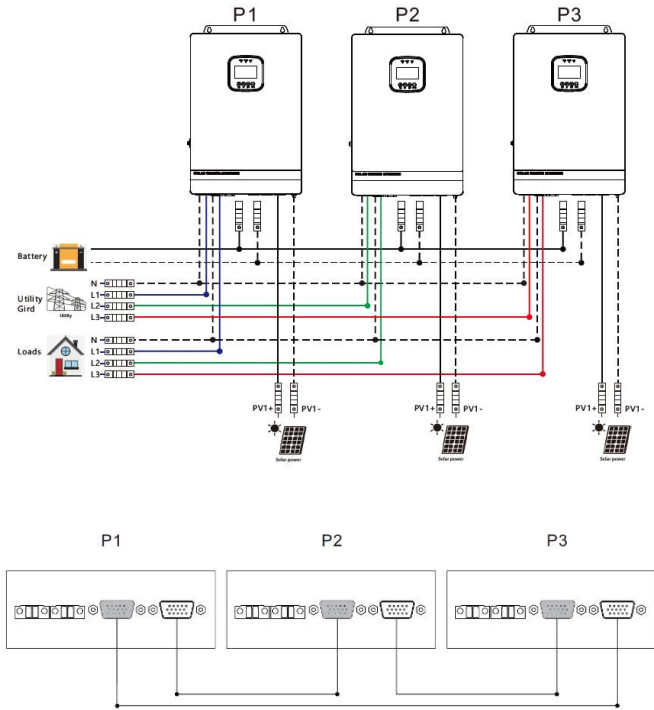 P1 P2 P3
Battery
N
Utility L1
Gird L2
Utility
L3
N
Loads L1
L2
L3
PV1+ PV1- PV1+ PV1- PV1+ PV1-
Solar power Solar power Solar power
P1 P2 P3